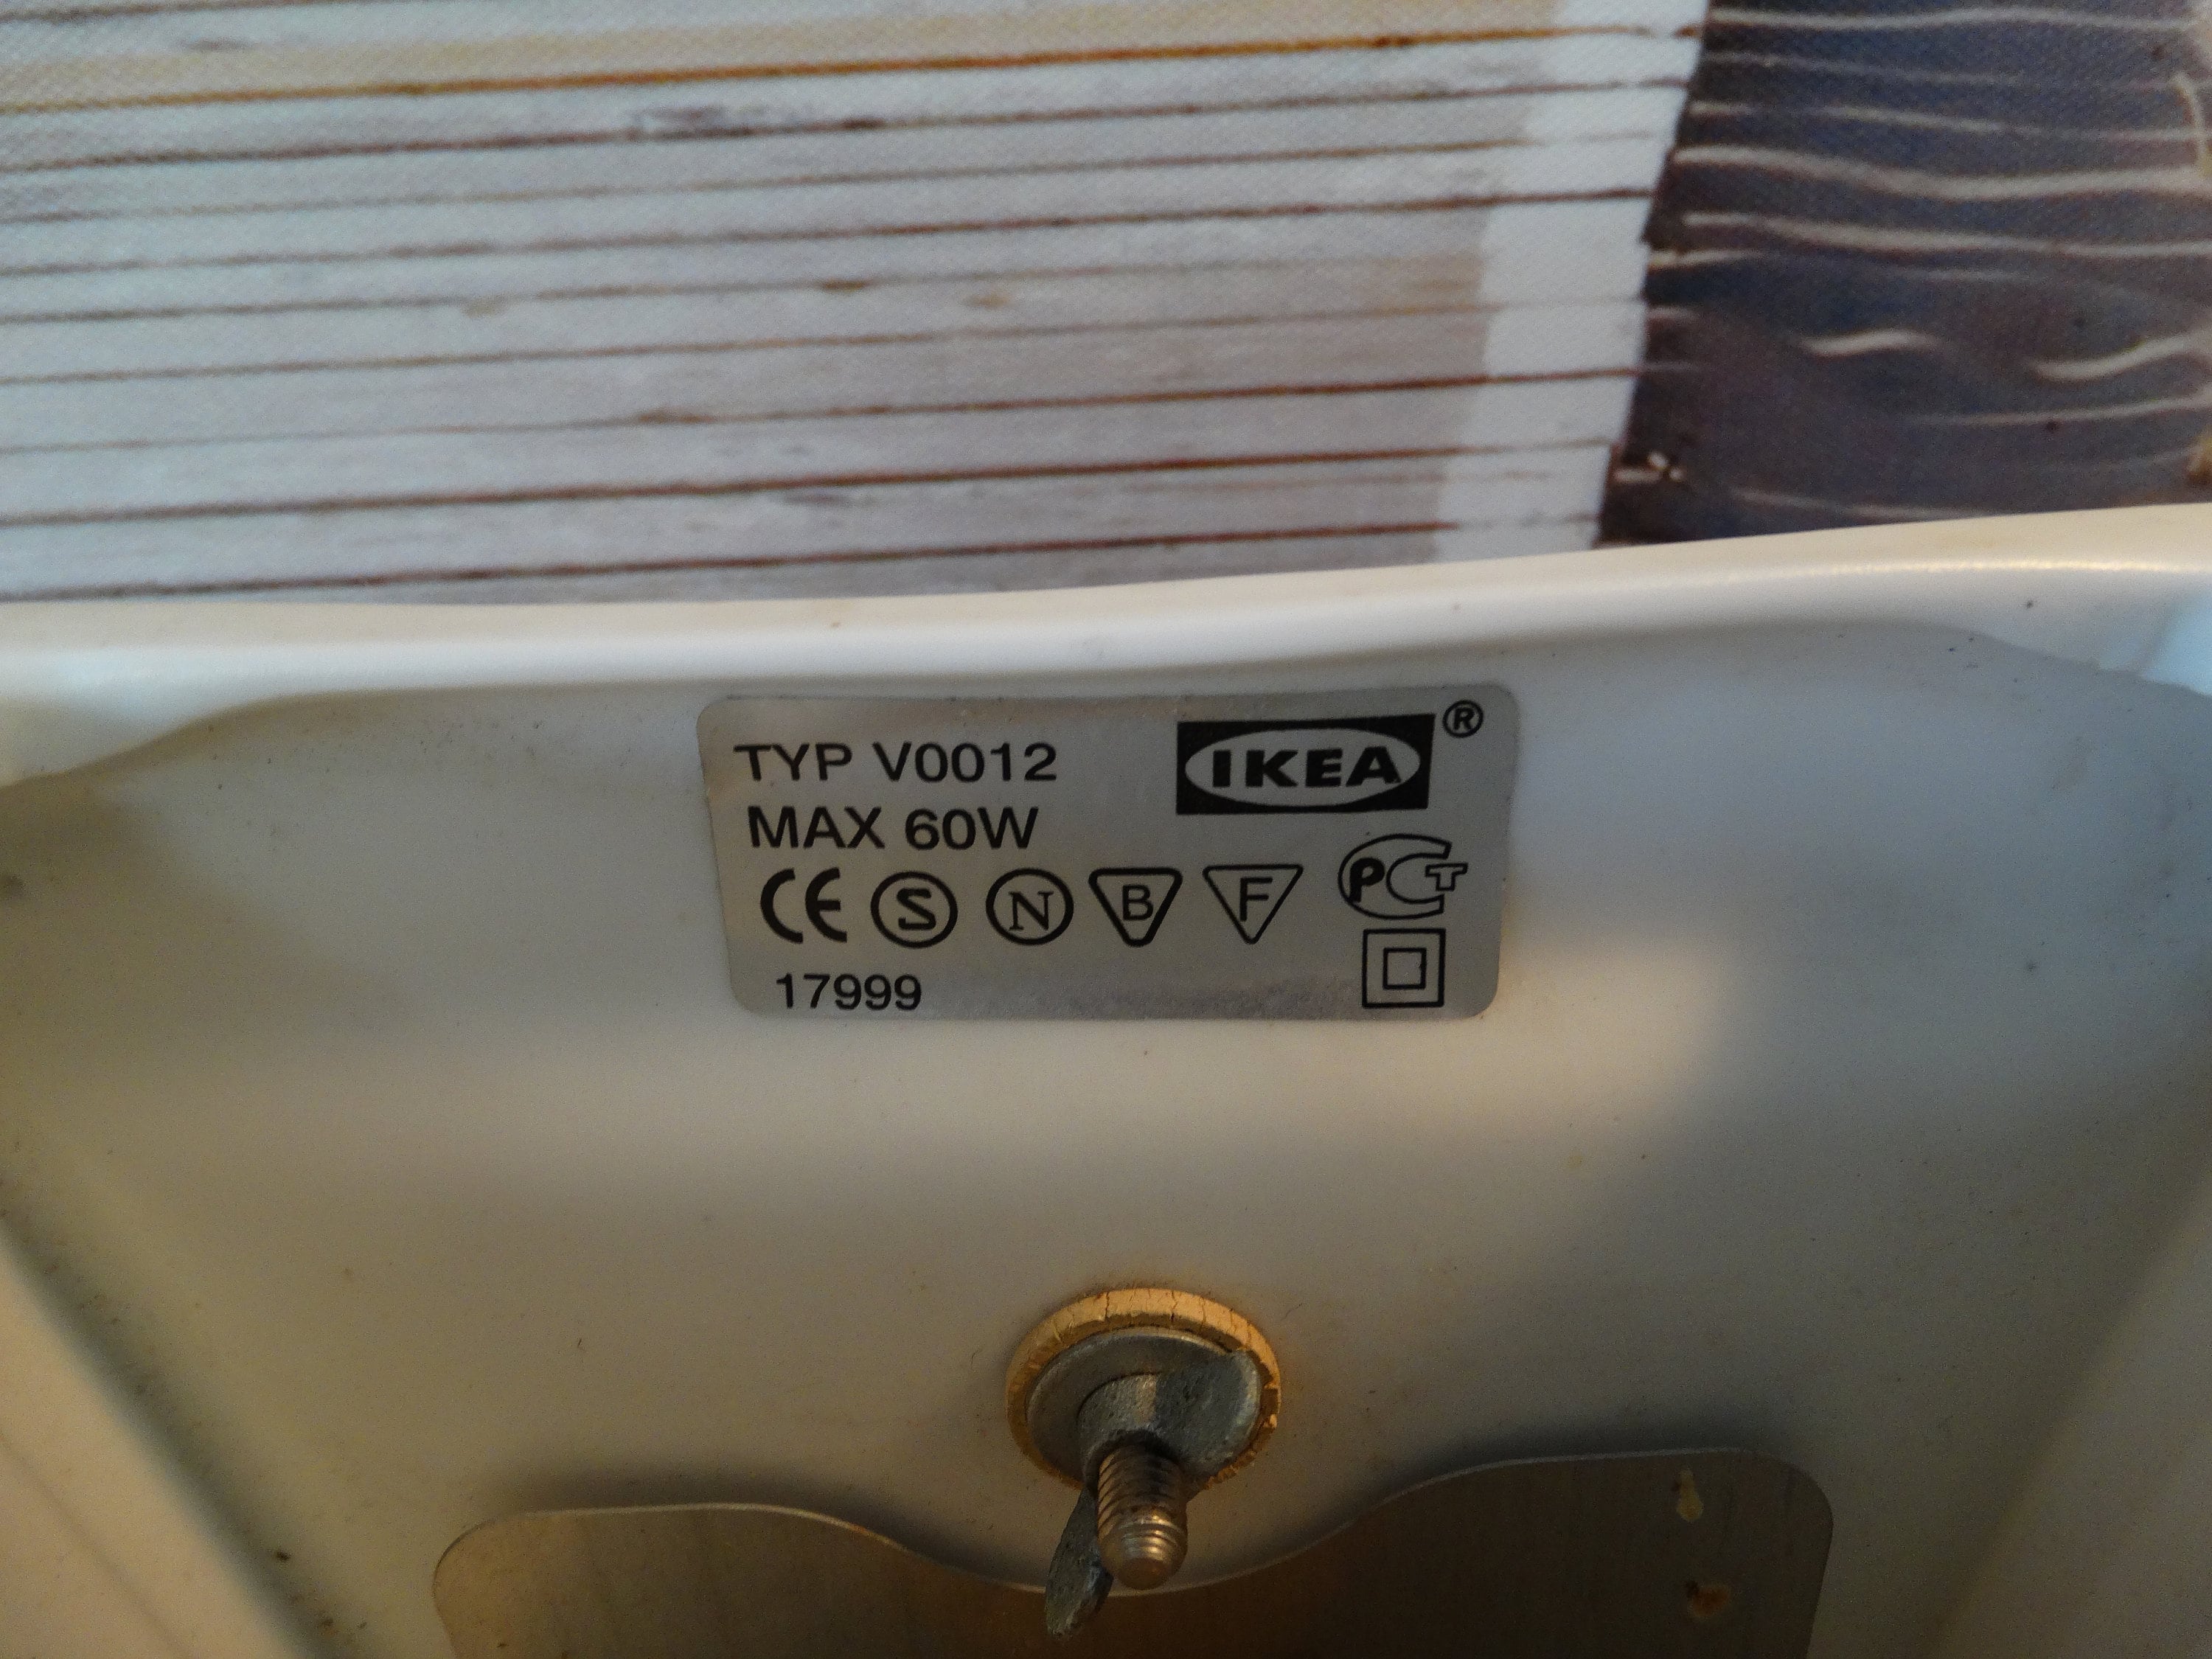 TYP V0012
IKEA ®
MAX 60W
CE S N B F PCT
17999